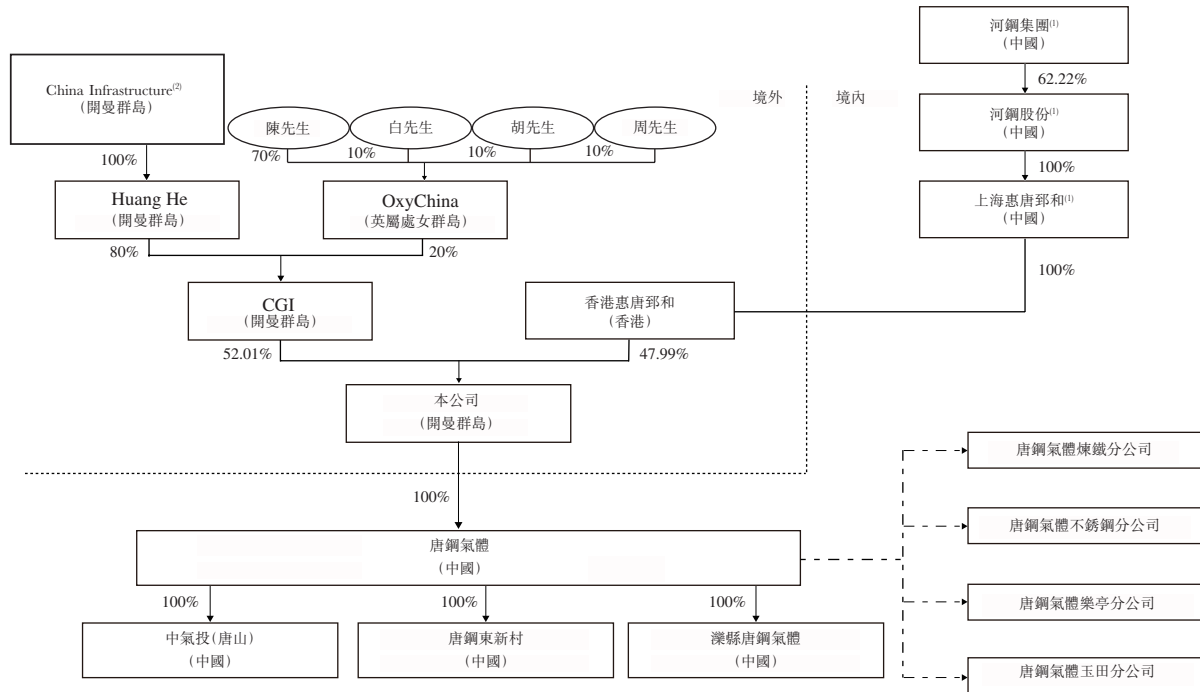 河鋼集團(1)
(中國)
62.22%
China Infrastructure(2)
(開曼群島)
境外
境內
河鋼股份(1)
(中國)
陳先生
白先生
胡先生
周先生
100%
70%
10%
10%
10%
100%
Huang He
(開曼群島)
OxyChina
(英屬處女群島)
上海惠唐郅和(1)
(中國)
80%
20%
100%
CGI
(開曼群島)
香港惠唐郅和
(香港)
52.01%
47.99%
本公司
(開曼群島)
唐鋼氣體煉鐵分公司
100%
唐鋼氣體不銹鋼分公司
唐鋼氣體
(中國)
100%
100%
100%
唐鋼氣體樂亭分公司
中氣投(唐山)
(中國)
唐鋼東新村
(中國)
灤縣唐鋼氣體
(中國)
唐鋼氣體玉田分公司